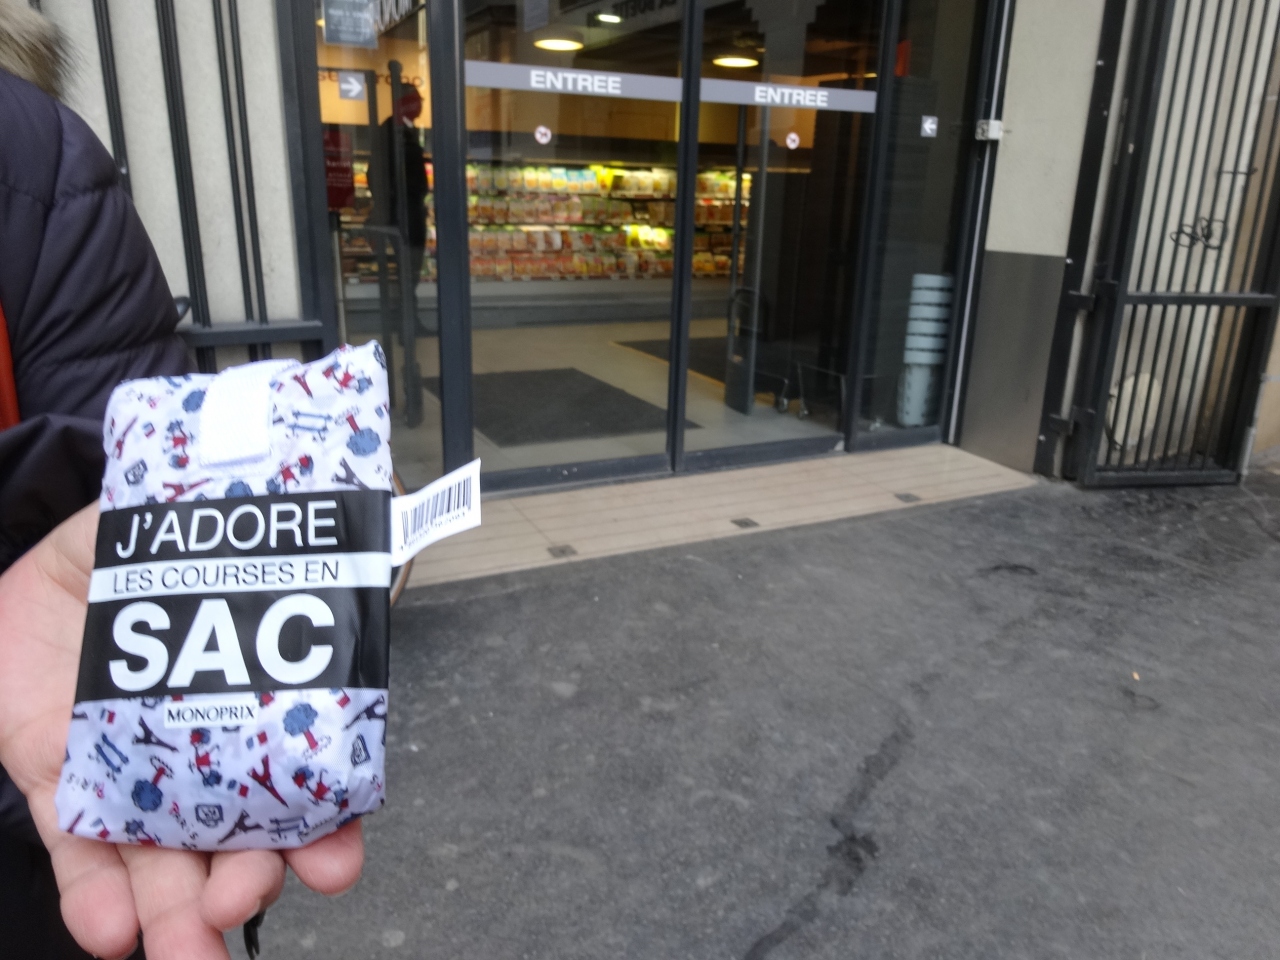 ENTREE
ENTREE
J'ADORE
LES COURSES EN
SAC
MONOPRIX